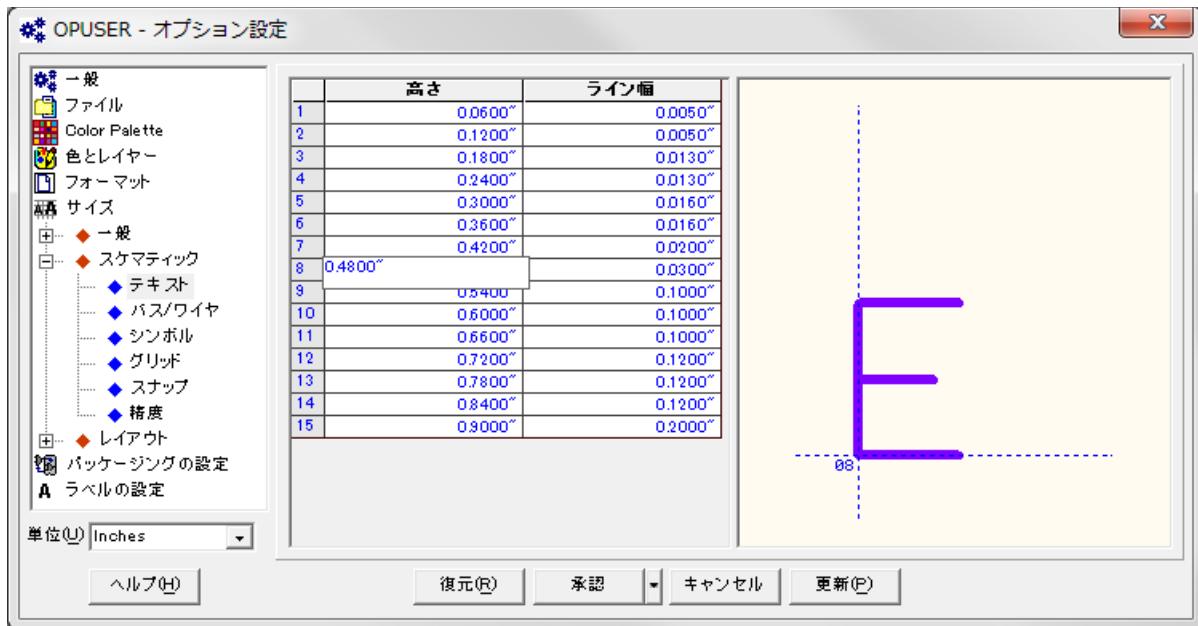 OPUSER - オプション設定
一般
ファイル
Color Palette
色とレイヤー
フォーマット
サイズ
一般
スケマティック
テキスト
バス/ワイヤ
シンボル
グリッド
スナップ
精度
レイアウト
パッケージングの設定
ラベルの設定
単位(U) Inches
高さ ライン幅
1 0.0600" 0.0050"
2 0.1200" 0.0050"
3 0.1800" 0.0130"
4 0.2400" 0.0130"
5 0.3000" 0.0160"
6 0.3600" 0.0160"
7 0.4200" 0.0200"
8 0.4800" 0.0300"
9 0.5400 0.1000"
10 0.6000" 0.1000"
11 0.6600" 0.1000"
12 0.7200" 0.1200"
13 0.7800" 0.1200"
14 0.8400" 0.1200"
15 0.9000" 0.2000"
E
08
ヘルプ(H) 復元(R) 承認 キャンセル 更新(P)